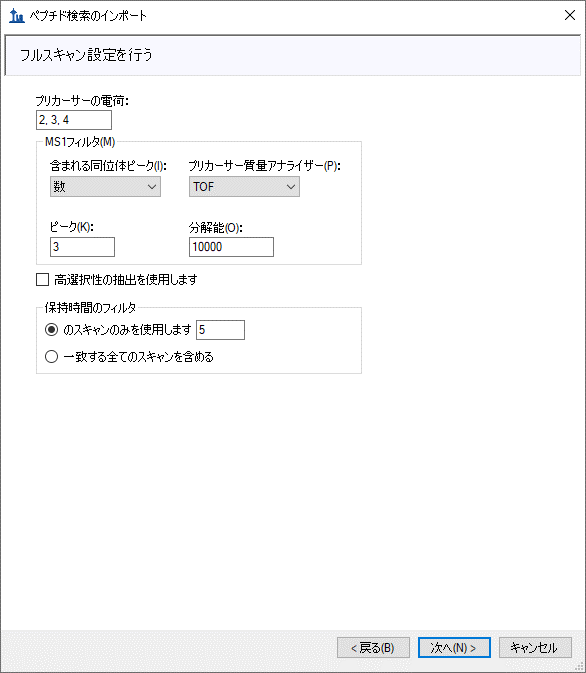 ペプチド検索のインポート
フルスキャン設定を行う
プリカーサーの電荷:
2, 3, 4
MS1フィルタ(M)
含まれる同位体ピーク(I): プリカーサー質量アナライザー(P):
数 TOF
ピーク(K): 分解能(O):
3 10000
高選択性の抽出を使用します
保持時間のフィルタ
のスキャンのみを使用します 5
一致する全てのスキャンを含める
< 戻る(B) 次へ(N) > キャンセル